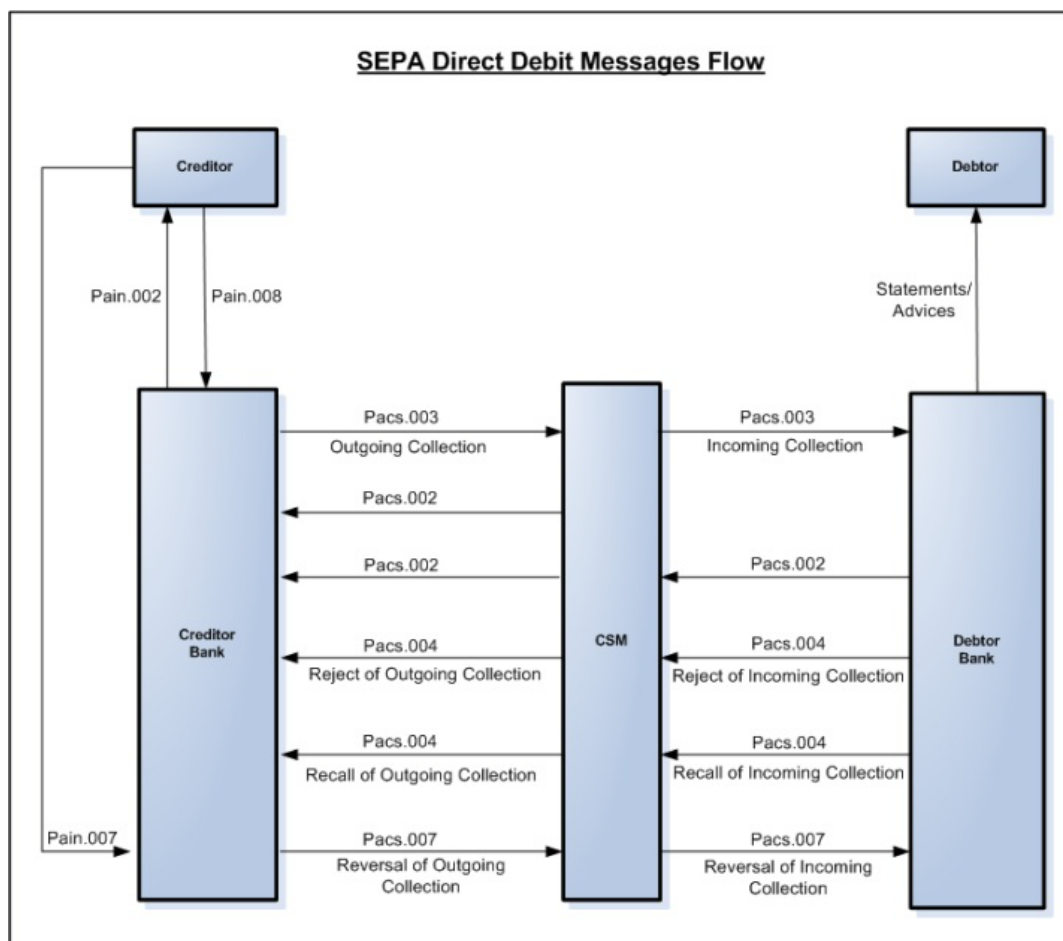 SEPA Direct Debit Messages Flow
Creditor
Debtor
Pain.002
Pain.008
Statements/
Advices
Pacs.003
Outgoing Collection
Pacs.003
Incoming Collection
Pacs.002
Pacs.002
Pacs.002
Creditor
Bank
CSM
Debtor
Bank
Pacs.004
Reject of Outgoing Collection
Pacs.004
Reject of Incoming Collection
Pacs.004
Recall of Outgoing Collection
Pacs.004
Recall of Incoming Collection
Pain.007
Pacs.007
Reversal of Outgoing
Collection
Pacs.007
Reversal of Incoming
Collection